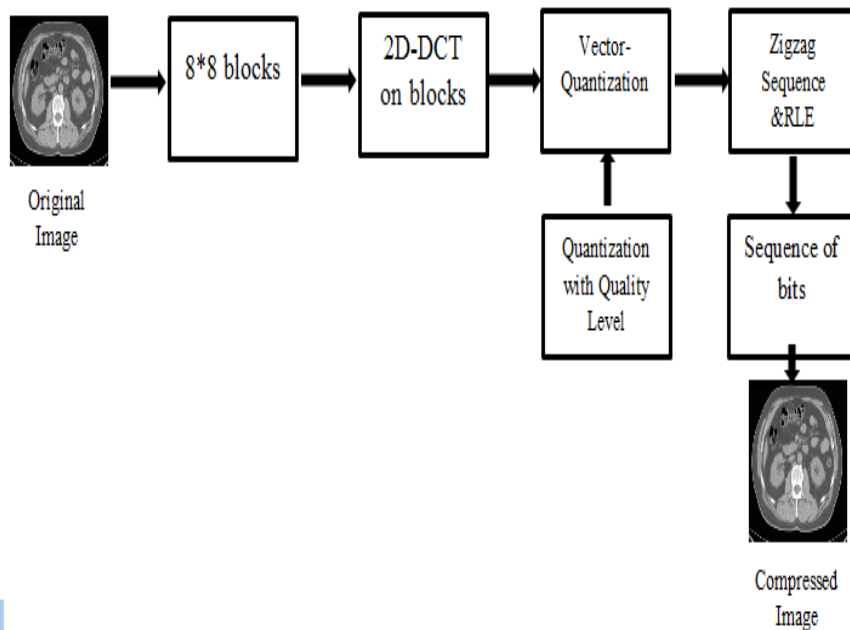 8*8 blocks
2D-DCT
on blocks
Vector-
Quantization
Zigzag
Sequence
&RLE
Original
Image
Quantization
with Quality
Level
Sequence of
bits
Compressed
Image